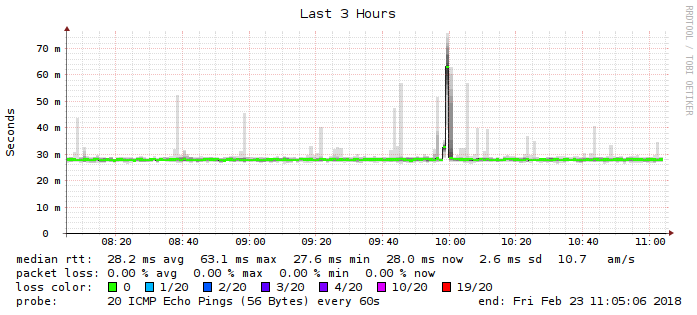 Last 3 Hours
RRDTOOL / TOBI OETIKER
Seconds
70 m
60 m
50 m
40 m
30 m
20 m
10 m
0
08:20 08:40 09:00 09:20 09:40 10:00 10:20 10:40 11:00
median rtt: 28.2 ms avg 63.1 ms max 27.6 ms min 28.0 ms now 2.6 ms sd 10.7 am/s
packet loss: 0.00 % avg 0.00 % max 0.00 % min 0.00 % now
loss color: 0 1/20 2/20 3/20 4/20 10/20 19/20
probe: 20 ICMP Echo Pings (56 Bytes) every 60s end: Fri Feb 23 11:05:06 2018